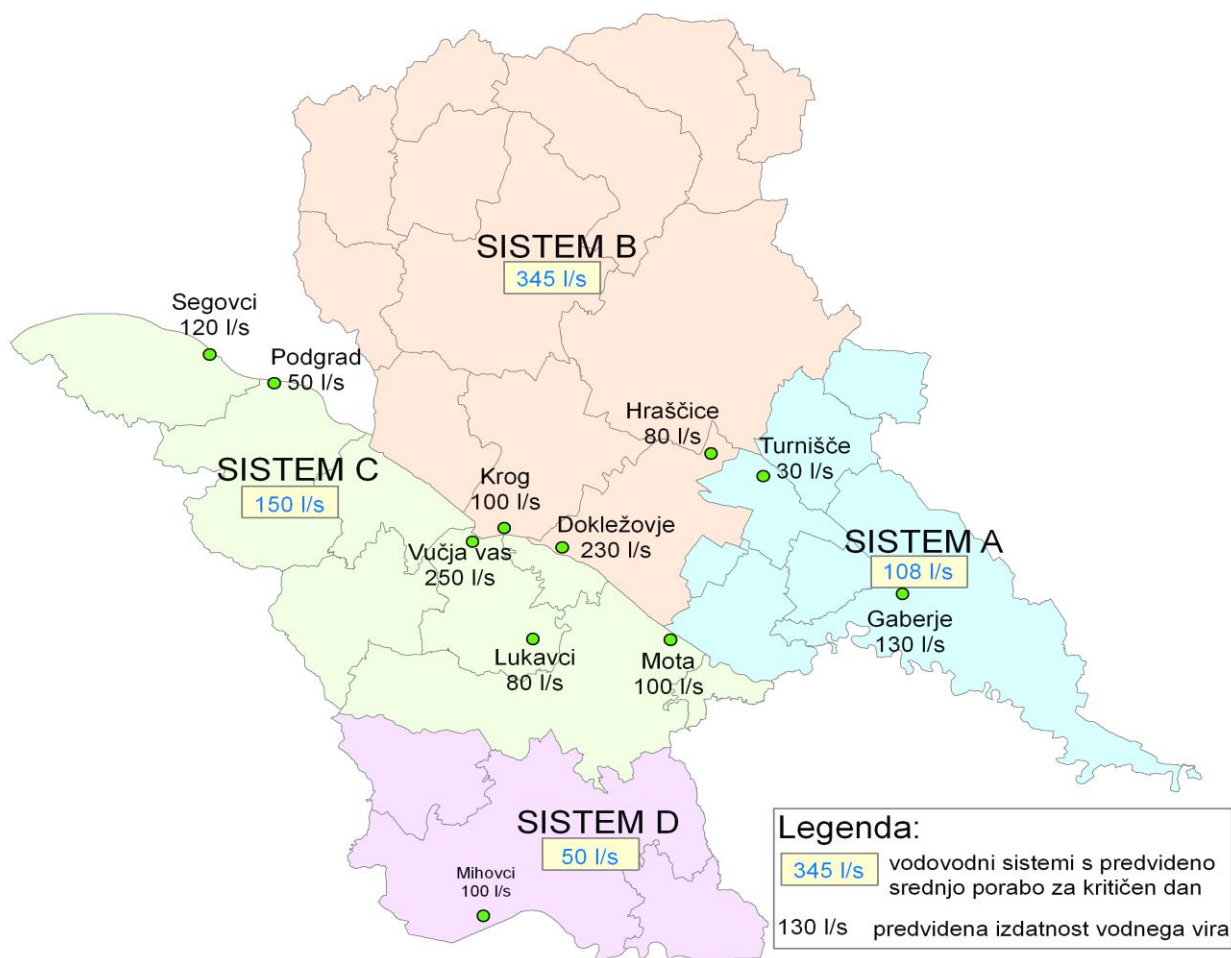 SISTEM B
345 l/s
Segovci
120 l/s
Podgrad
50 l/s
Hraščice
80 l/s
Turnišče
30 l/s
SISTEM C
150 l/s
Krog
100 l/s
Dokležovje
230 l/s
Vučja vas
250 l/s
SISTEM A
108 l/s
Gaberje
130 l/s
Lukavci
80 l/s
Mota
100 l/s
SISTEM D
50 l/s
Mihovci
100 l/s
Legenda:
345 l/s vodovodni sistemi s predvideno
srednjo porabo za kritičen dan
130 l/s predvidena izdatnost vodnega vira